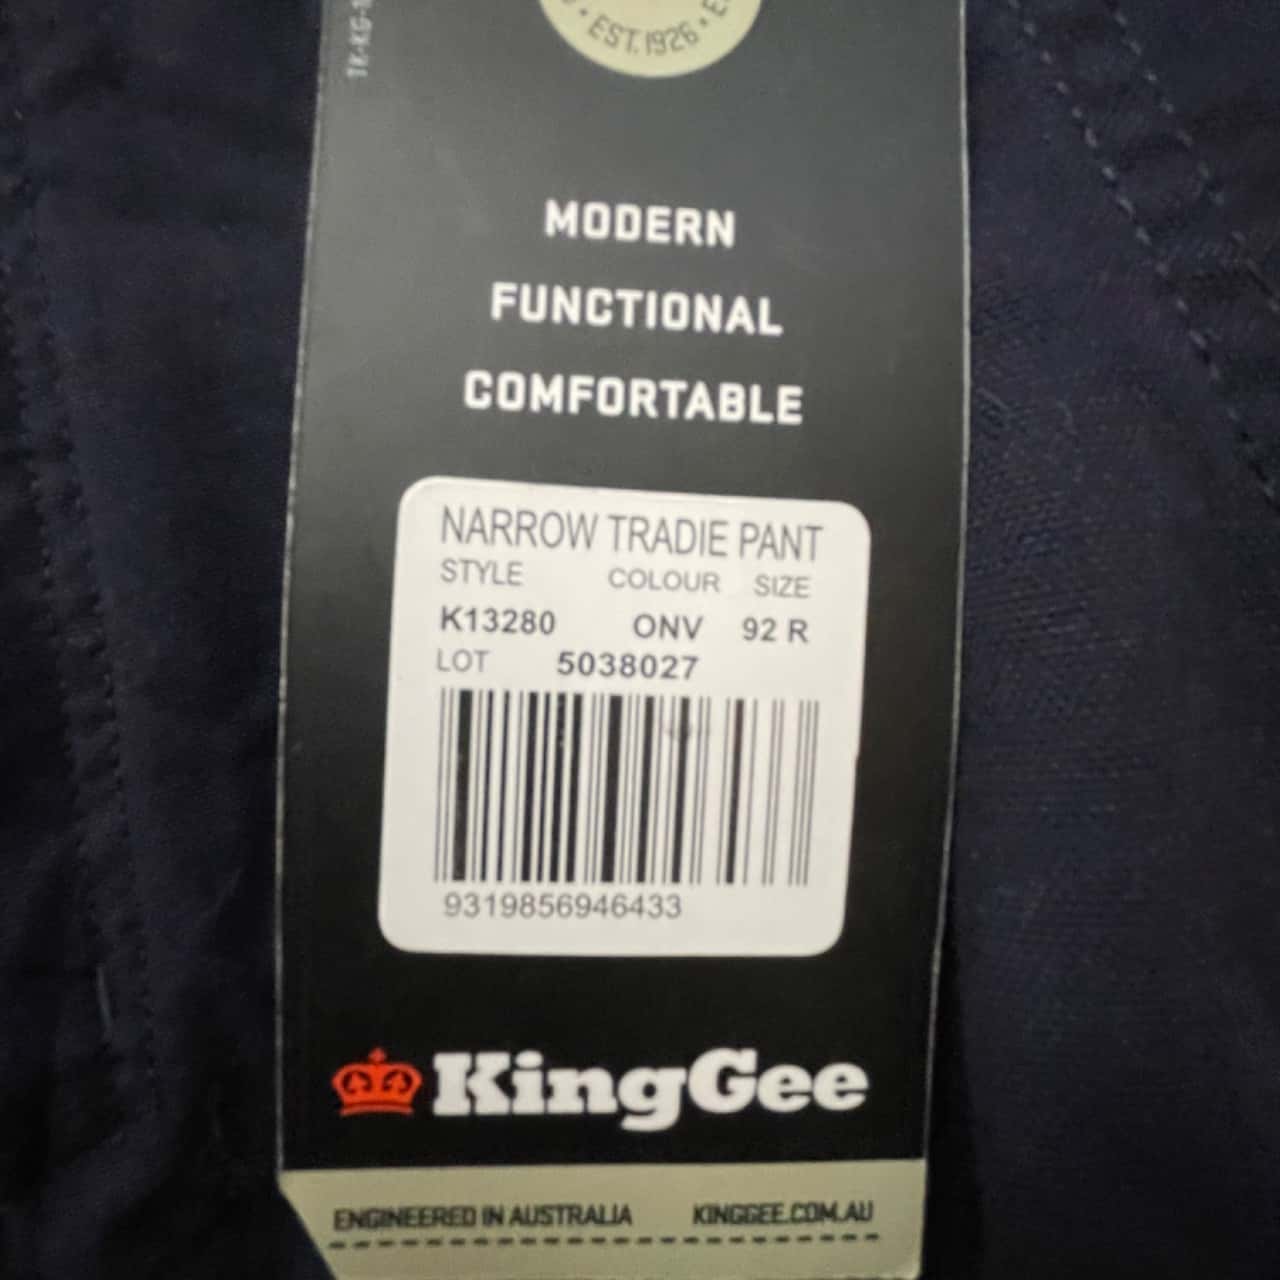 EST. 1926
MODERN
FUNCTIONAL
COMFORTABLE
NARROW TRADIE PANT
STYLE COLOUR SIZE
K13280 ONV 92 R
LOT 5038027
9319856946433
KingGee
ENGINEERED IN AUSTRALIA KINGGEE.COM.AU